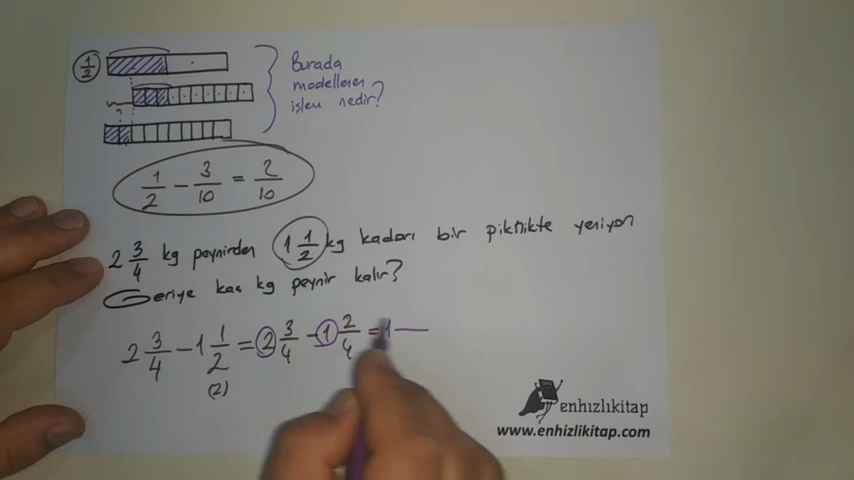 1/2
Burada
modellenen
işlem nedir?
1/2 - 3/10 = 2/10
2 3/4 kg peynirden 1 1/2 kg kadarı bir piknikte yeniyor
Geriye kaç kg peynir kalır?
2 3/4 - 1 1/2 = 2 3/4 - 1 2/4 = 1
(2)
enhızlıkitap
www.enhizlikitap.com